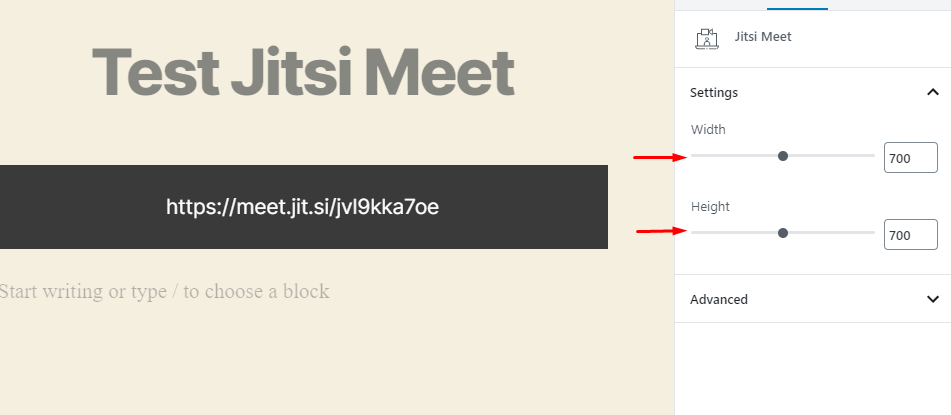 Test Jitsi Meet
https://meet.jit.si/jvl9kka7oe
Start writing or type / to choose a block
Jitsi Meet
Settings
Width
700
Height
700
Advanced